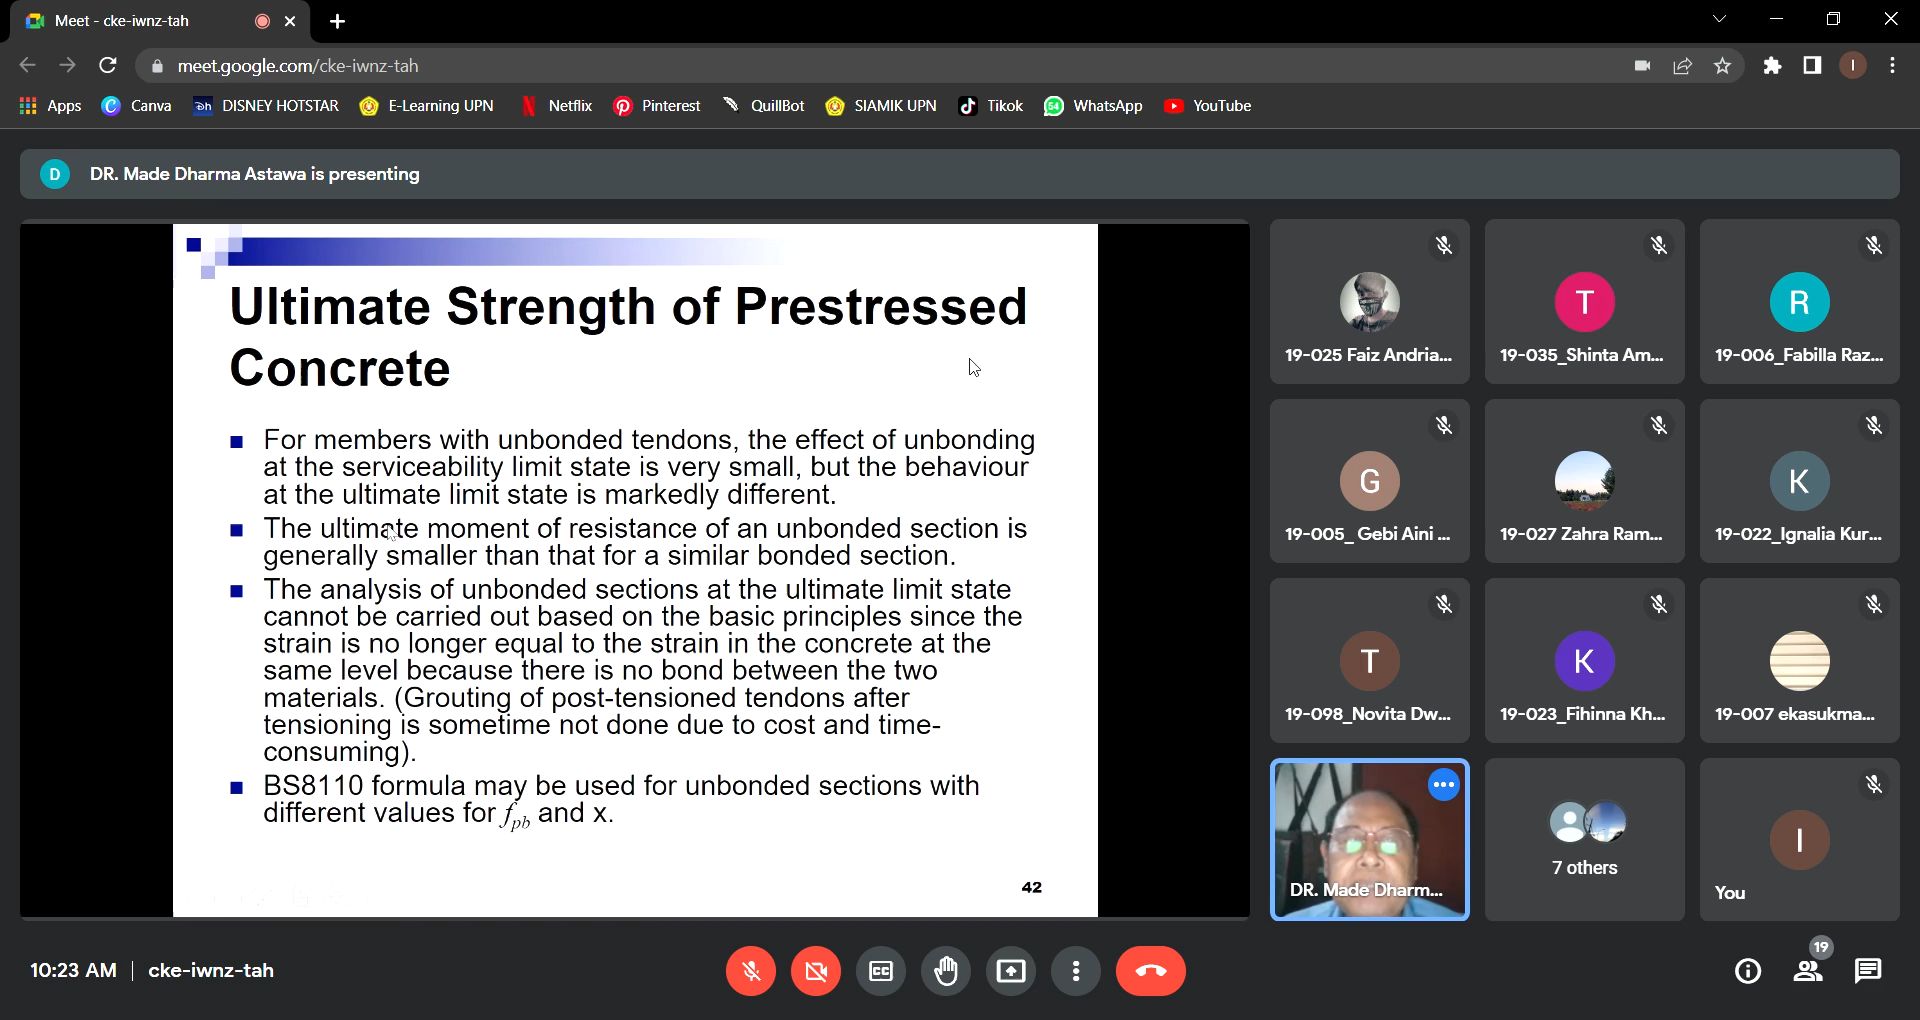 Meet - cke-iwnz-tah
meet.google.com/cke-iwnz-tah
Apps Canva DISNEY HOTSTAR E-Learning UPN Netflix Pinterest QuillBot SIAMIK UPN Tikok WhatsApp YouTube
D DR. Made Dharma Astawa is presenting
Ultimate Strength of Prestressed
Concrete
For members with unbonded tendons, the effect of unbonding
at the serviceability limit state is very small, but the behaviour
at the ultimate limit state is markedly different.
The ultimate moment of resistance of an unbonded section is
generally smaller than that for a similar bonded section.
The analysis of unbonded sections at the ultimate limit state
cannot be carried out based on the basic principles since the
strain is no longer equal to the strain in the concrete at the
same level because there is no bond between the two
materials. (Grouting of post-tensioned tendons after
tensioning is sometime not done due to cost and time-
consuming).
BS8110 formula may be used for unbonded sections with
different values for fpb and x.
42
T R
19-025 Faiz Andria... 19-035_Shinta Am... 19-006_Fabilla Raz...
G K
19-005_ Gebi Aini ... 19-027 Zahra Ram... 19-022_Ignalia Kur...
T K
19-098_Novita Dw... 19-023_Fihinna Kh... 19-007 ekasukma...
I
DR. Made Dharm... 7 others You
10:23 AM | cke-iwnz-tah
CC
19